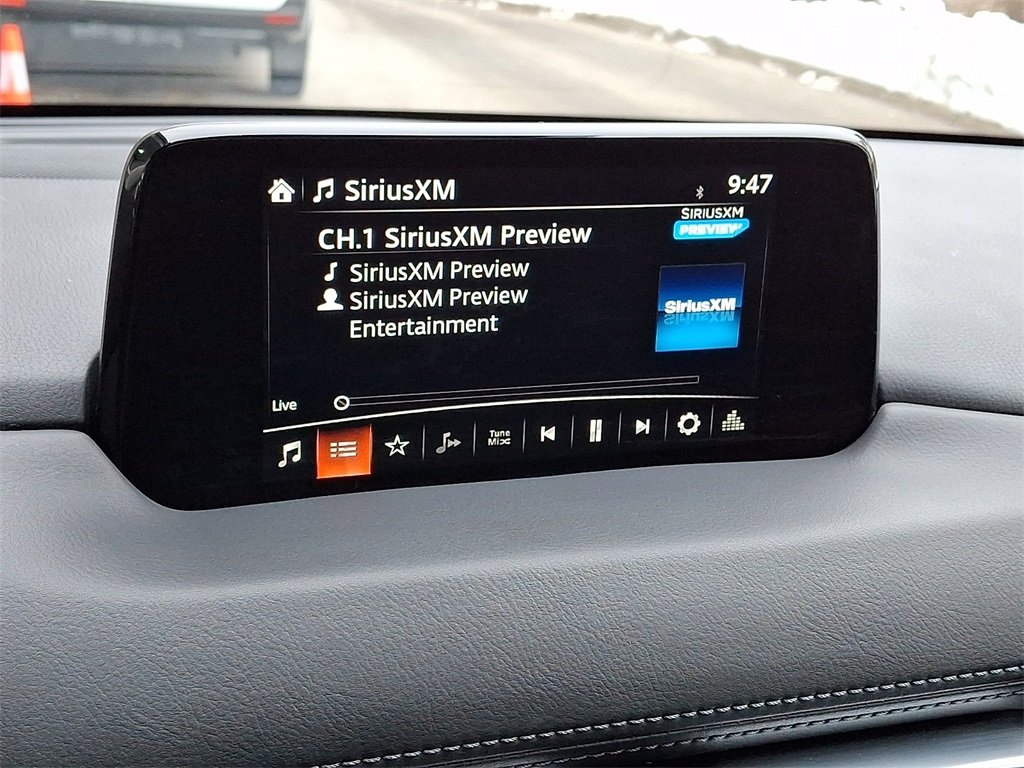 SiriusXM
9:47
SIRIUSXM
PREVIEW
CH.1 SiriusXM Preview
SiriusXM Preview
SiriusXM Preview
Entertainment
SiriusXM
Live
Tune
Mix